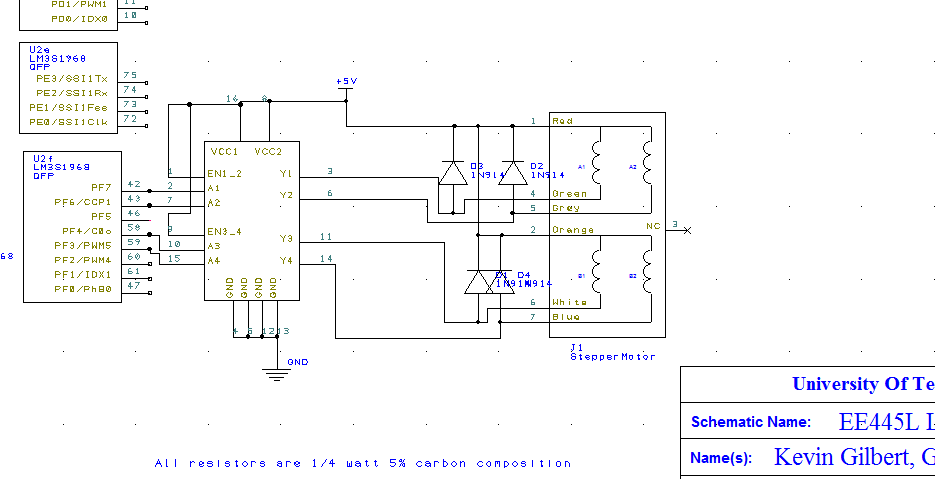 PD1/PWM1 11
PD0/IDX0 10
U2e
LM3S1968
QFP
PE3/SSI1Tx 75
PE2/SSI1Rx 74
PE1/SSI1Fee 73
PE0/SSI1Clk 72
U2f
LM3S1968
QFP
PF7 42
PF6/CCP1 43
PF5 46
PF4/C0o 58
PF3/PWM5 59
PF2/PWM4 60
PF1/IDX1 61
PF0/PhB0 47
68
+5V
16 8
VCC1 VCC2
1 EN1_2 Y1 3
2 A1
7 A2 Y2 6
9 EN3_4 Y3 11
10 A3
15 A4 Y4 14
GND GND GND GND
4 5 12 13
GND
D3
1N914
D2
1N914
D4
1N914
1 Red
A1 A2
4 Green
5 Grey
NC 3
2 Orange
B1 B2
6 White
7 Blue
J1
StepperMotor
All resistors are 1/4 watt 5% carbon composition
University Of Te
Schematic Name: EE445L L
Name(s): Kevin Gilbert, G